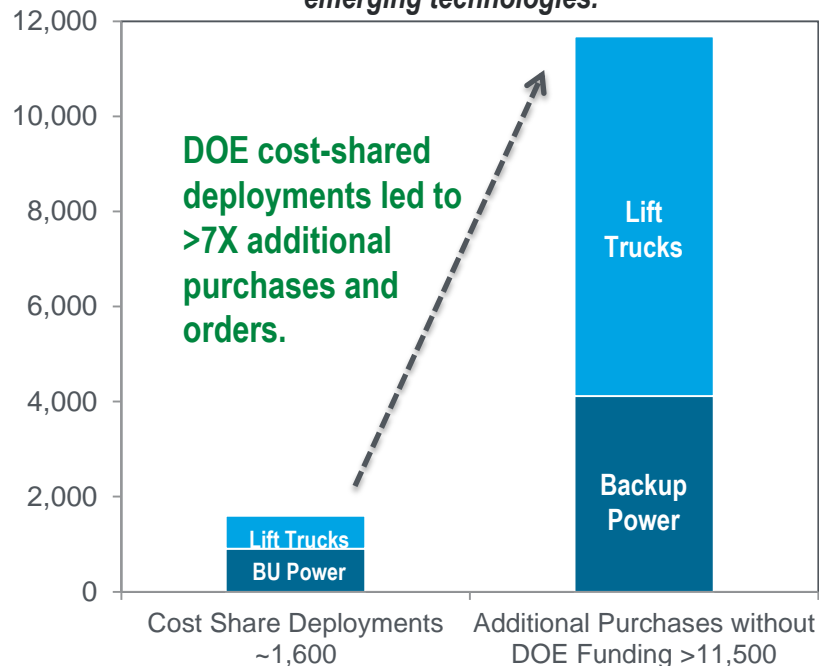 emerging technologies.
12,000
10,000
8,000
6,000
4,000
2,000
0
DOE cost-shared
deployments led to
>7X additional
purchases and
orders.
Lift
Trucks
Backup
Power
Lift Trucks
BU Power
Cost Share Deployments
~1,600
Additional Purchases without
DOE Funding >11,500